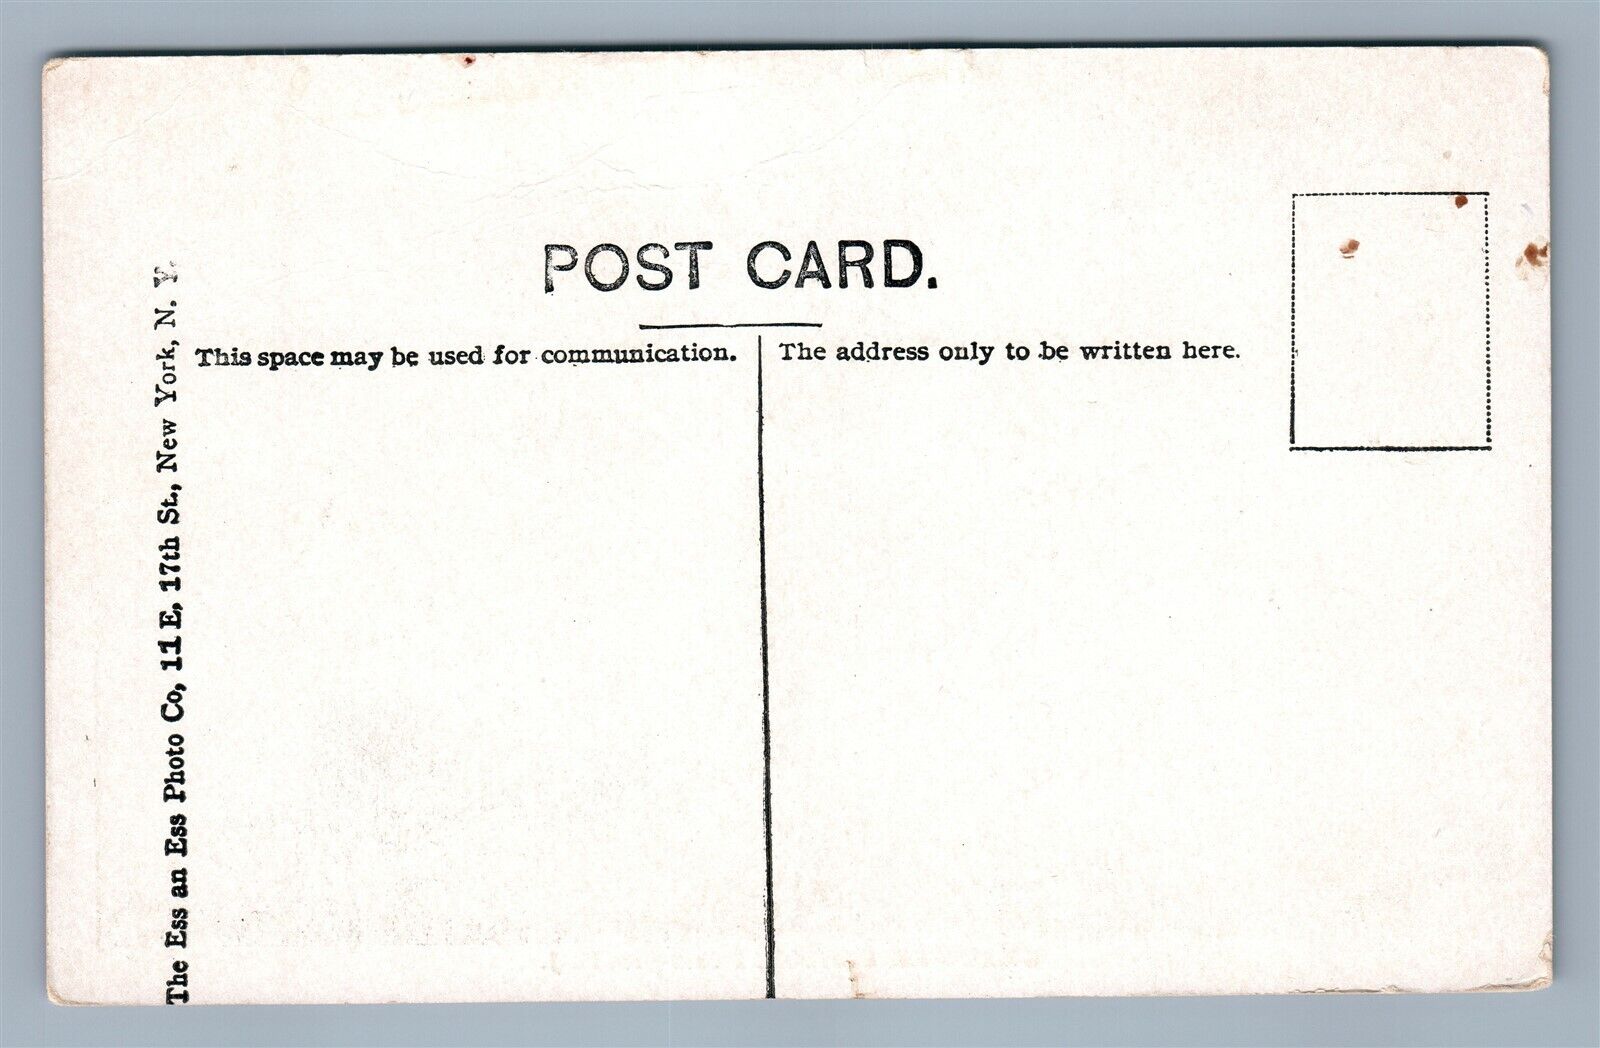 POST CARD.
This space may be used for communication.
The address only to be written here.
The Ess an Ess Photo Co, 11 E, 17th St., New York, N. Y.